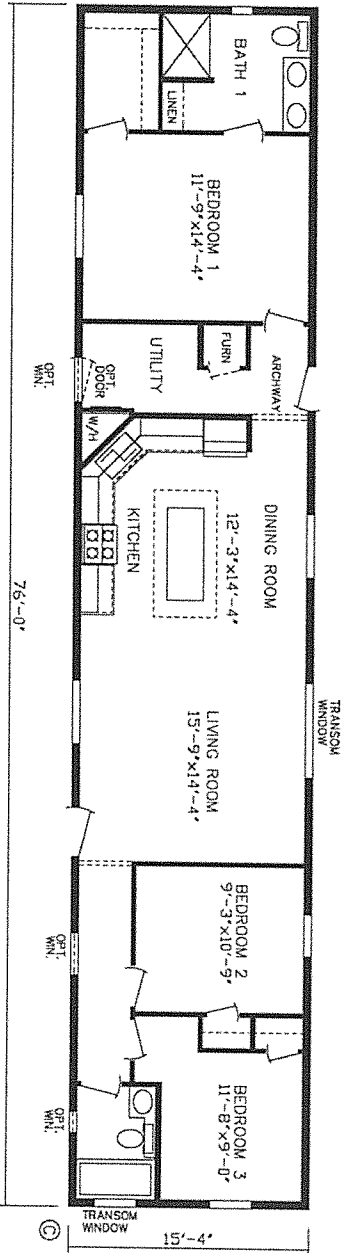 BATH 1
LINEN
BEDROOM 1
11'-9"x14'-4"
UTILITY
FURN
ARCHWAY
OPT.
DOOR
OPT.
WIN.
W/H
DINING ROOM
12'-3"x14'-4"
KITCHEN
TRANSOM
WINDOW
LIVING ROOM
15'-9"x14'-4"
76'-0"
BEDROOM 2
9'-3"x10'-9"
OPT.
WIN.
BEDROOM 3
11'-8"x9'-0"
OPT.
WIN.
TRANSOM
WINDOW
©
15'-4"